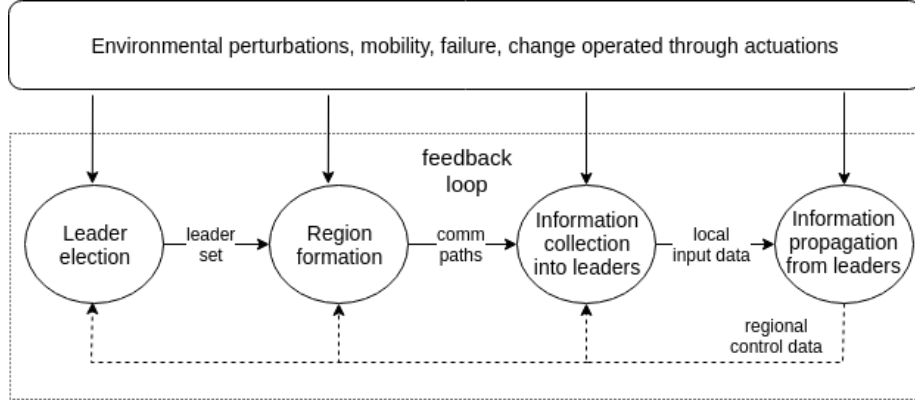 Environmental perturbations, mobility, failure, change operated through actuations
feedback
loop
Leader
election
leader
set
Region
formation
comm
paths
Information
collection
into leaders
local
input data
Information
propagation
from leaders
regional
control data